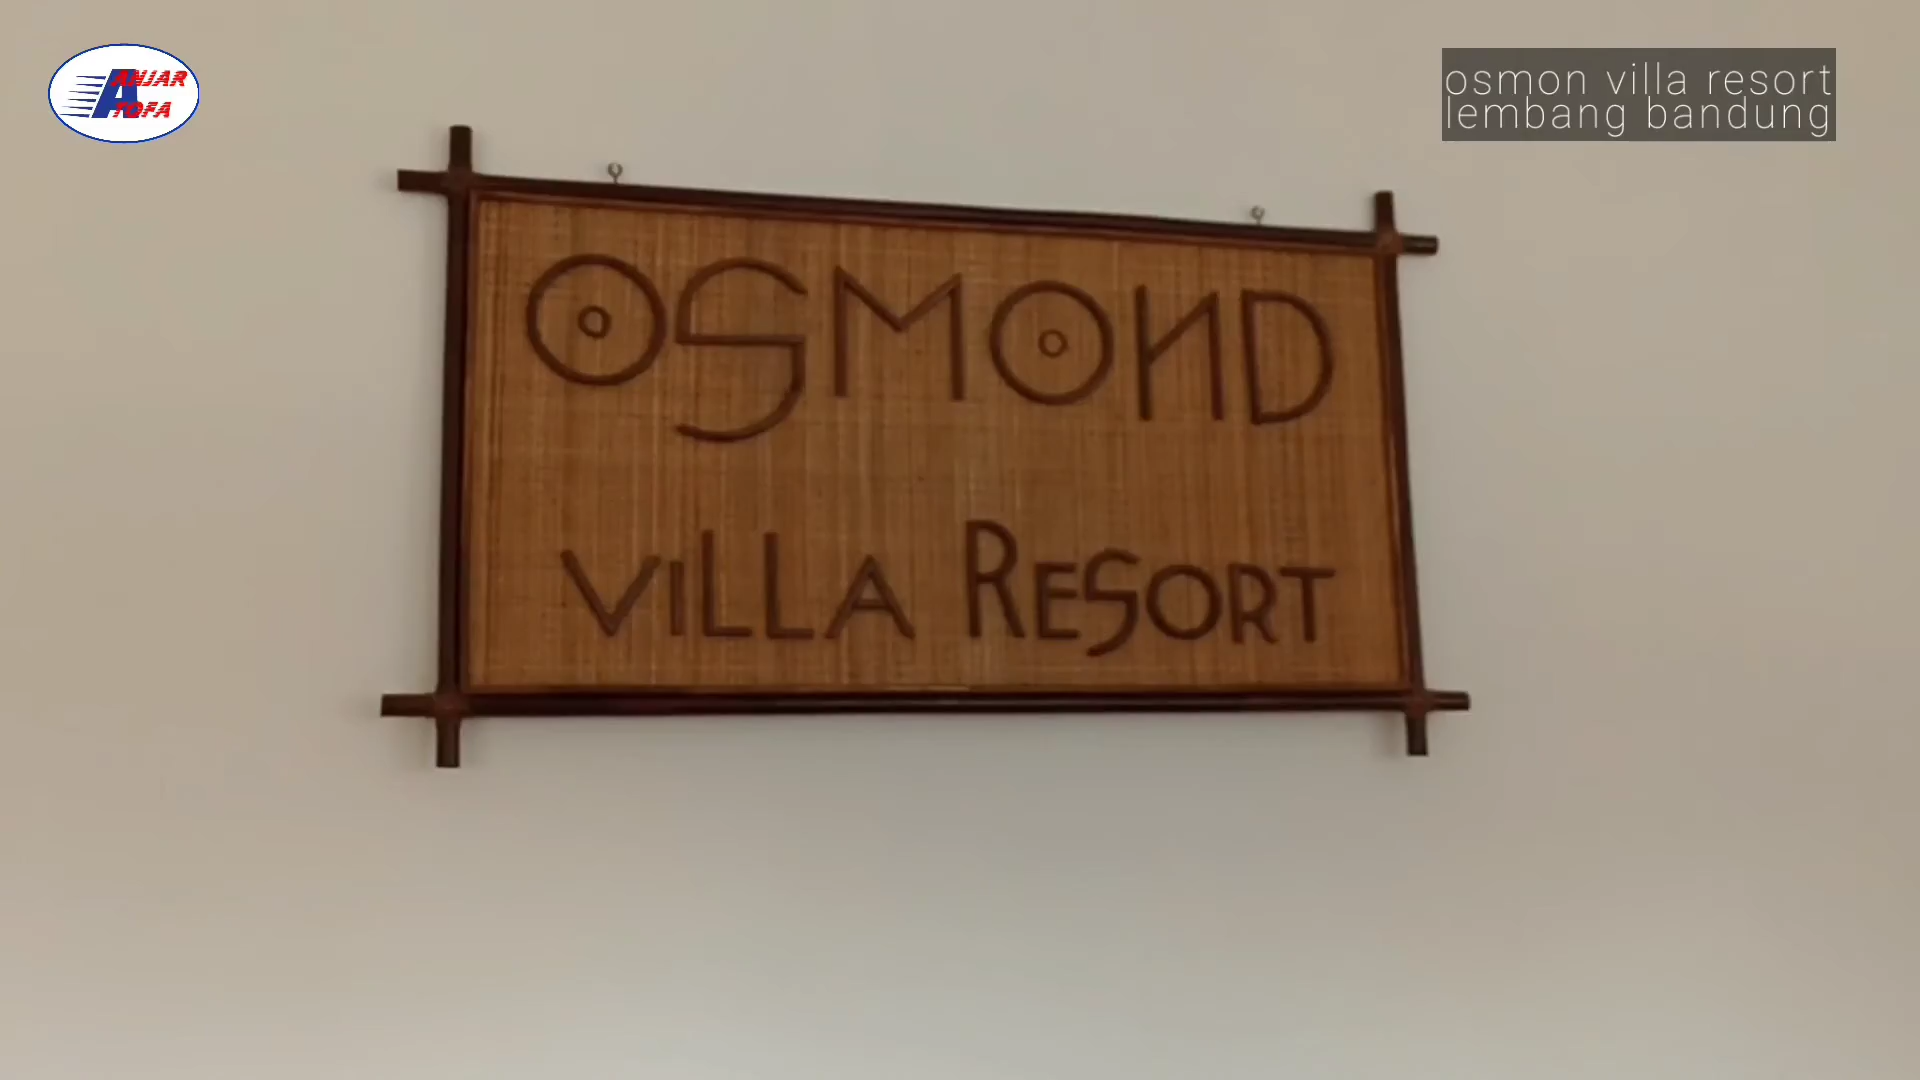 ANJAR
TOFA
osmon villa resort
lembang bandung
OSMOND
ViLLA RESORT